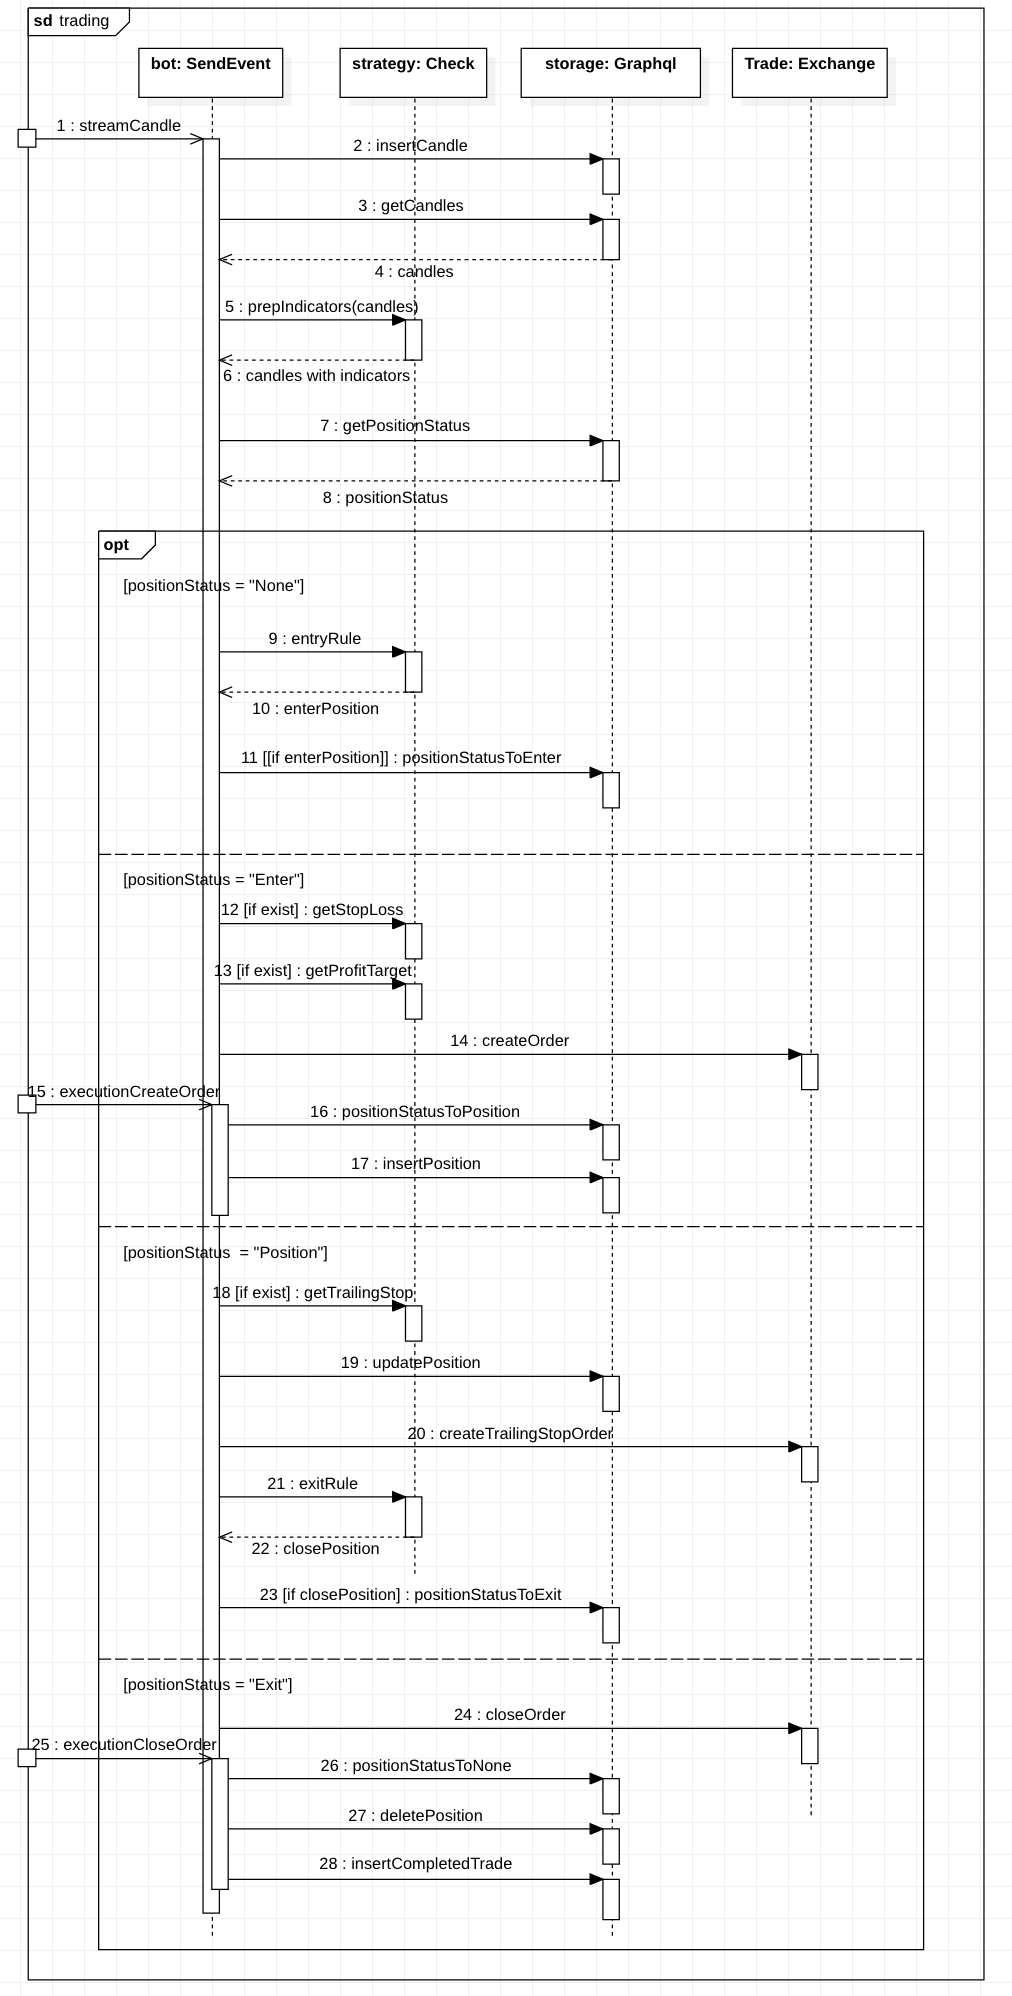 sd trading
bot: SendEvent
strategy: Check
storage: Graphql
Trade: Exchange
1 : streamCandle
2 : insertCandle
3 : getCandles
4 : candles
5 : prepIndicators(candles)
6 : candles with indicators
7 : getPositionStatus
8 : positionStatus
opt
[positionStatus = "None"]
9 : entryRule
10 : enterPosition
11 [[if enterPosition]] : positionStatusToEnter
[positionStatus = "Enter"]
12 [if exist] : getStopLoss
13 [if exist] : getProfitTarget
14 : createOrder
15 : executionCreateOrder
16 : positionStatusToPosition
17 : insertPosition
[positionStatus  = "Position"]
18 [if exist] : getTrailingStop
19 : updatePosition
20 : createTrailingStopOrder
21 : exitRule
22 : closePosition
23 [if closePosition] : positionStatusToExit
[positionStatus = "Exit"]
24 : closeOrder
25 : executionCloseOrder
26 : positionStatusToNone
27 : deletePosition
28 : insertCompletedTrade